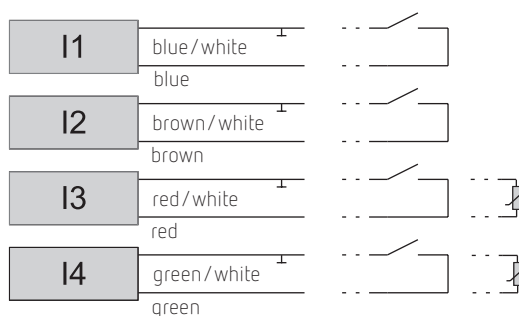 I1
blue/white
blue
I2
brown/white
brown
I3
red/white
red
I4
green/white
green